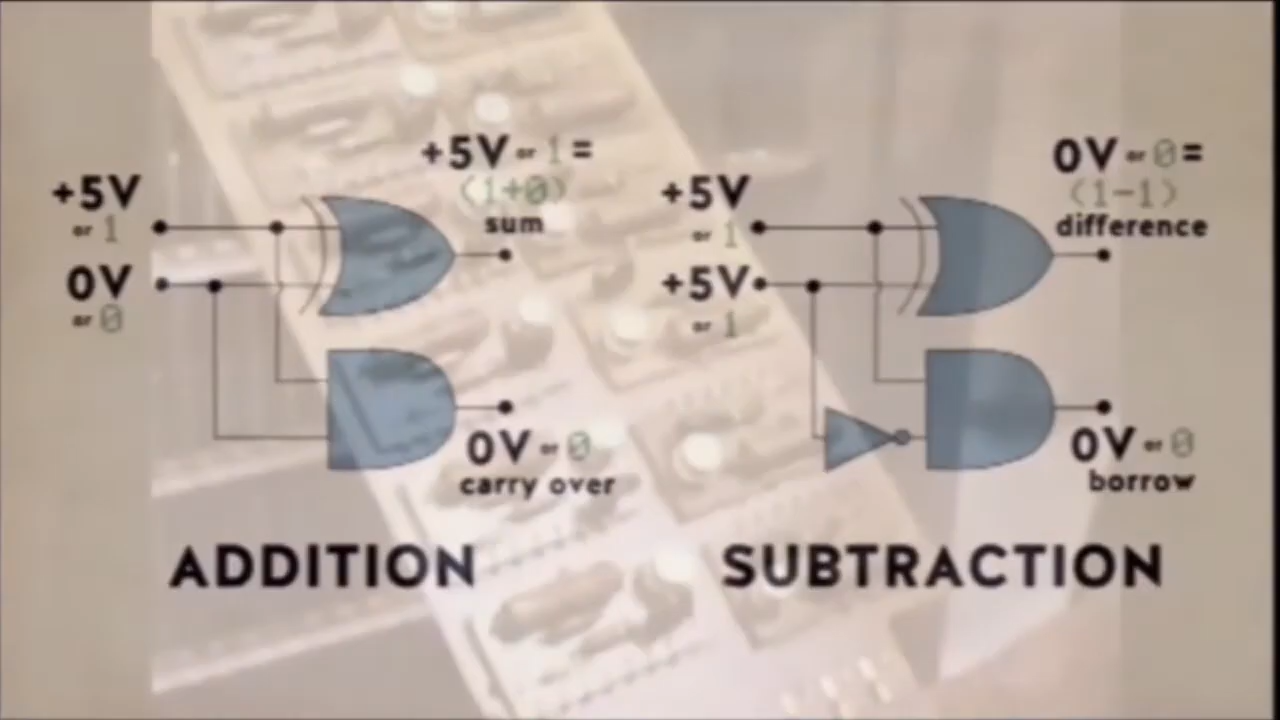 +5V or 1 =
(1+0)
sum
+5V
or 1
0V
or 0
0V or 0
carry over
ADDITION
0V or 0 =
(1-1)
difference
+5V
or 1
+5V
or 1
0V or 0
borrow
SUBTRACTION